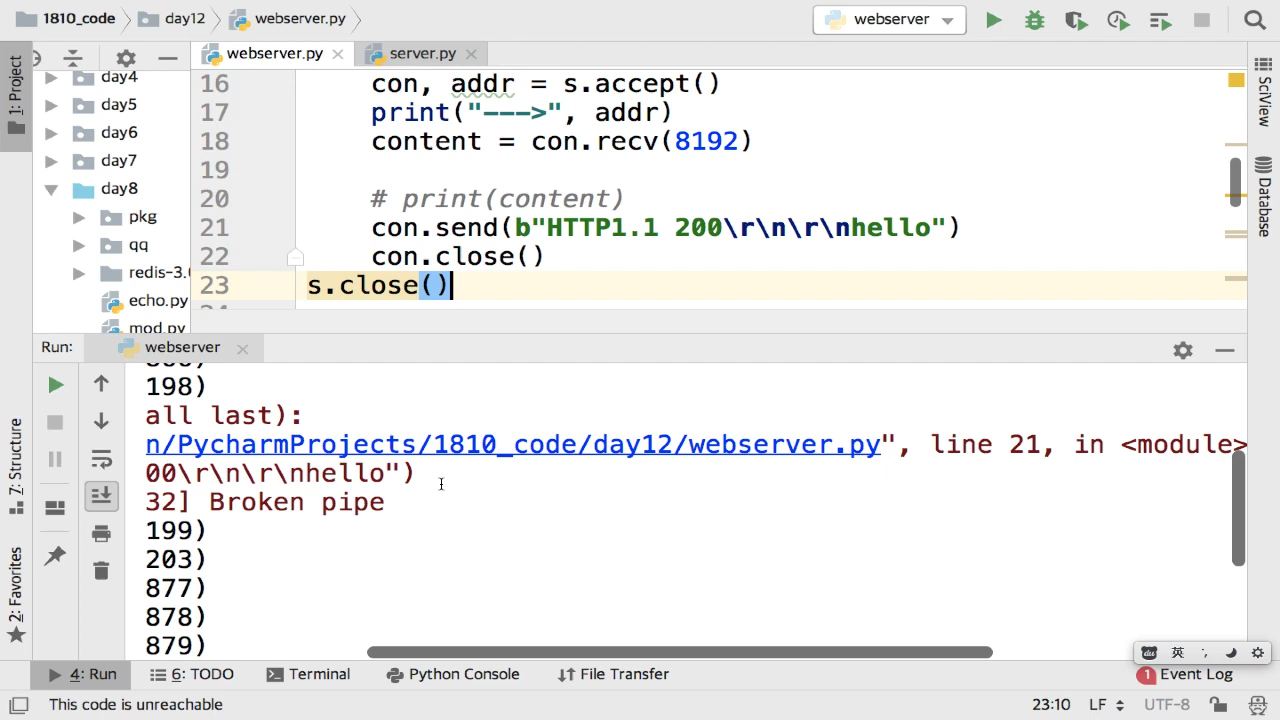 1810_code day12 webserver.py webserver
1: Project
webserver.py server.py
day4
day5
day6
day7
day8
pkg
qq
redis-3.
echo.py
mod.py
16 con, addr = s.accept()
17 print("--->", addr)
18 content = con.recv(8192)
19
20 # print(content)
21 con.send(b"HTTP1.1 200\r\n\r\nhello")
22 con.close()
23 s.close()
SciView
Database
Run: webserver
198)
all last):
n/PycharmProjects/1810_code/day12/webserver.py", line 21, in <module>
00\r\n\r\nhello")
32] Broken pipe
199)
203)
877)
878)
879)
7: Structure
2: Favorites
du 英
4: Run 6: TODO Terminal Python Console File Transfer 1 Event Log
This code is unreachable 23:10 LF UTF-8